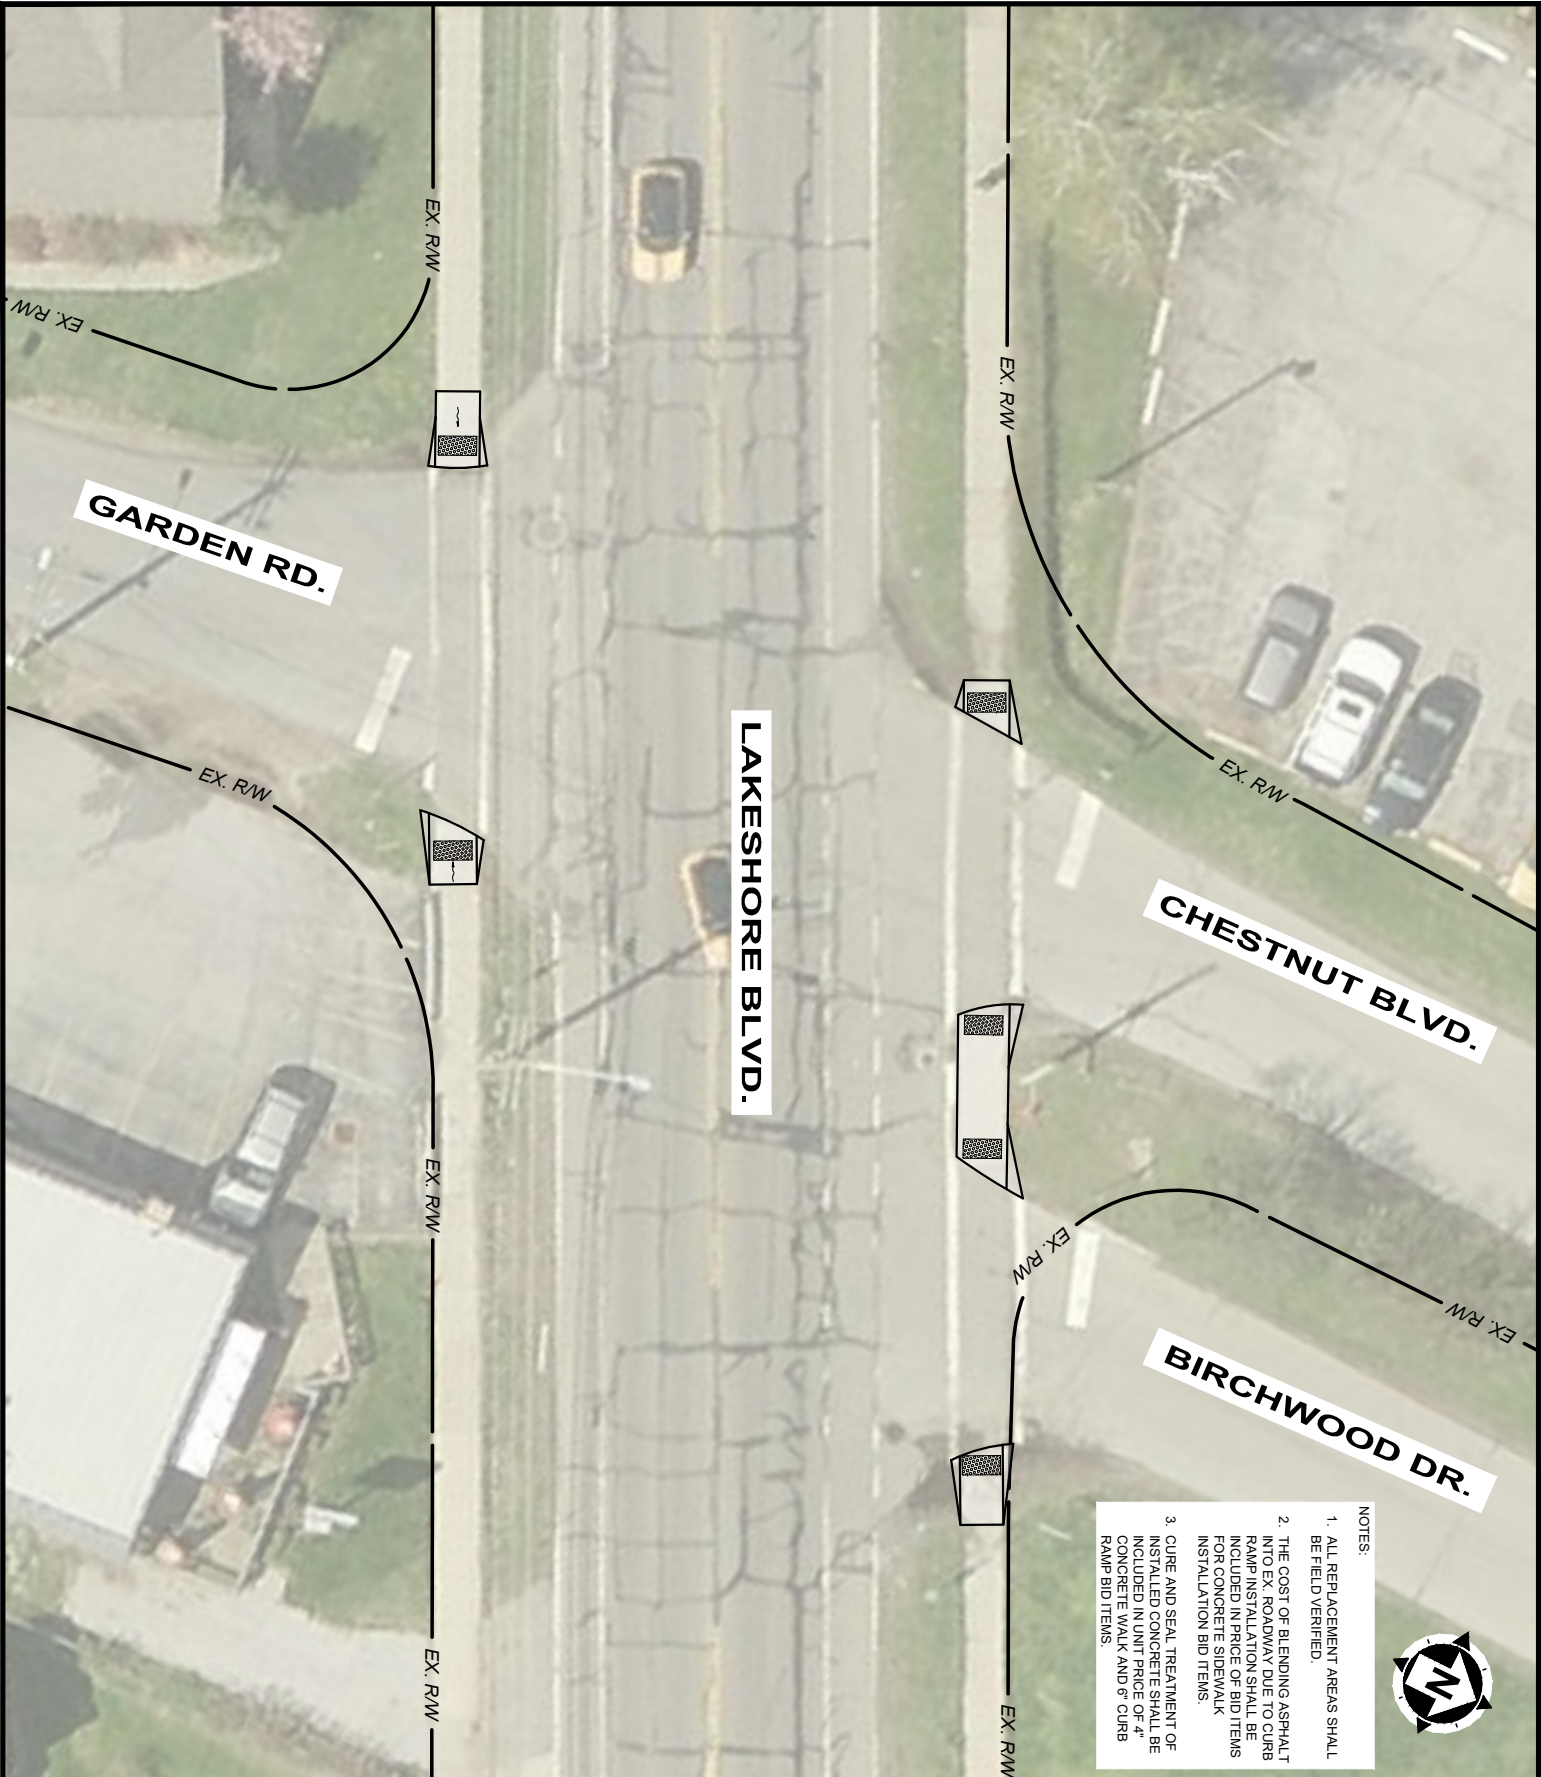 EX. R/W
EX. R/W
EX. R/W
GARDEN RD.
EX. R/W
EX. R/W
LAKESHORE BLVD.
CHESTNUT BLVD.
EX. R/W
EX. R/W
EX. R/W
BIRCHWOOD DR.
EX. R/W
EX. R/W
NOTES:
1. ALL REPLACEMENT AREAS SHALL
BE FIELD VERIFIED.
2. THE COST OF BLENDING ASPHALT
INTO EX. ROADWAY DUE TO CURB
RAMP INSTALLATION SHALL BE
INCLUDED IN PRICE OF BID ITEMS
FOR CONCRETE SIDEWALK
INSTALLATION BID ITEMS.
3. CURE AND SEAL TREATMENT OF
INSTALLED CONCRETE SHALL BE
INCLUDED IN UNIT PRICE OF 4"
CONCRETE WALK AND 6" CURB
RAMP BID ITEMS.
N